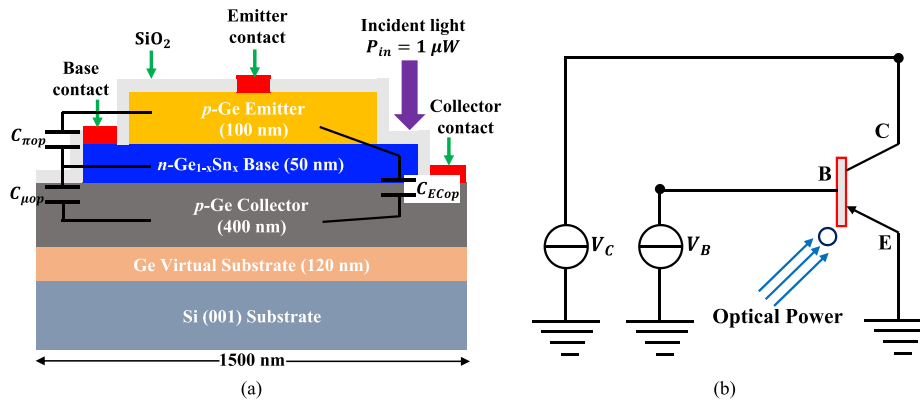 SiO₂
Emitter
contact
Incident light
P_in = 1 μW
Base
contact
p-Ge Emitter
(100 nm)
Collector
contact
C_πop
n-Ge₁₋ₓSnₓ Base (50 nm)
C_μop
C_ECop
p-Ge Collector
(400 nm)
Ge Virtual Substrate (120 nm)
Si (001) Substrate
1500 nm
(a)
C
B
V_C
V_B
E
Optical Power
(b)